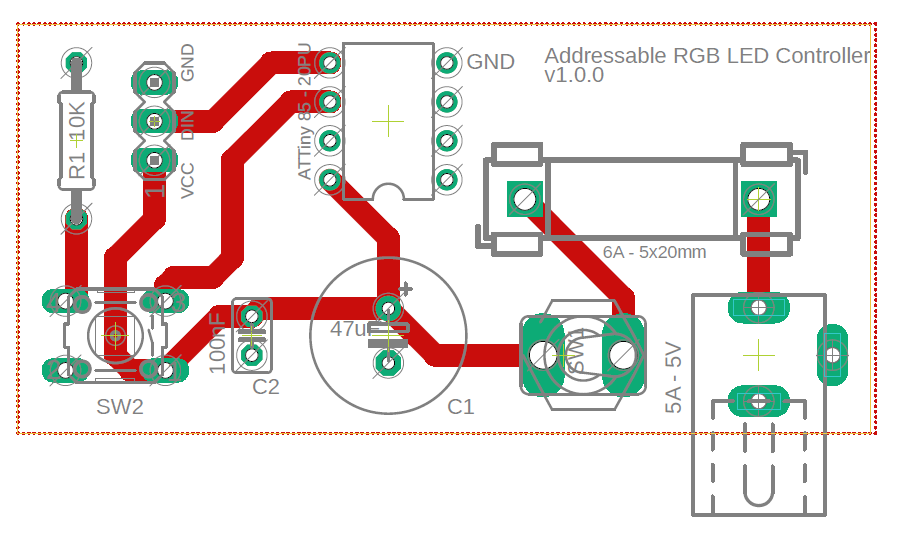 Addressable RGB LED Controller
v1.0.0
GND
GND
DIN
VCC
1
R1
10K
ATTiny 85 - 20PU
6A - 5x20mm
100nF
C2
47uF
+
C1
SW1
SW2
5A - 5V